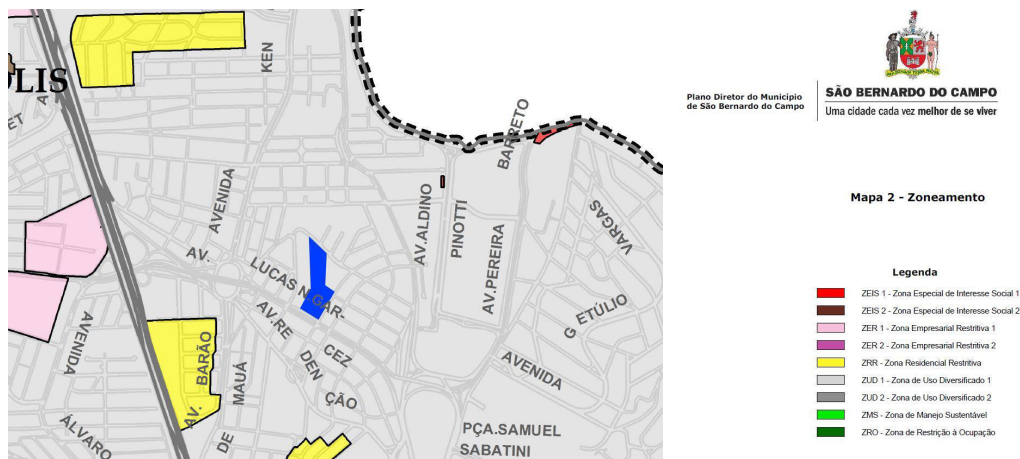 LIS
A
ET
KEN
AVENIDA
AV.
LUCAS N.GAR-
CEZ
AV.RE
DEN
ÇÃO
AVENIDA
AV. BARÃO
DE MAUÁ
ÁLVARO
AV.ALDINO
PINOTTI
AV.PEREIRA
BARRETO
VARGAS
GETÚLIO
AVENIDA
PÇA.SAMUEL
SABATINI
Plano Diretor do Município
de São Bernardo do Campo
SÃO BERNARDO DO CAMPO
Uma cidade cada vez melhor de se viver
Mapa 2 - Zoneamento
Legenda
ZEIS 1 - Zona Especial de Interesse Social 1
ZEIS 2 - Zona Especial de Interesse Social 2
ZER 1 - Zona Empresarial Restritiva 1
ZER 2 - Zona Empresarial Restritiva 2
ZRR - Zona Residencial Restritiva
ZUD 1 - Zona de Uso Diversificado 1
ZUD 2 - Zona de Uso Diversificado 2
ZMS - Zona de Manejo Sustentável
ZRO - Zona de Restrição à Ocupação